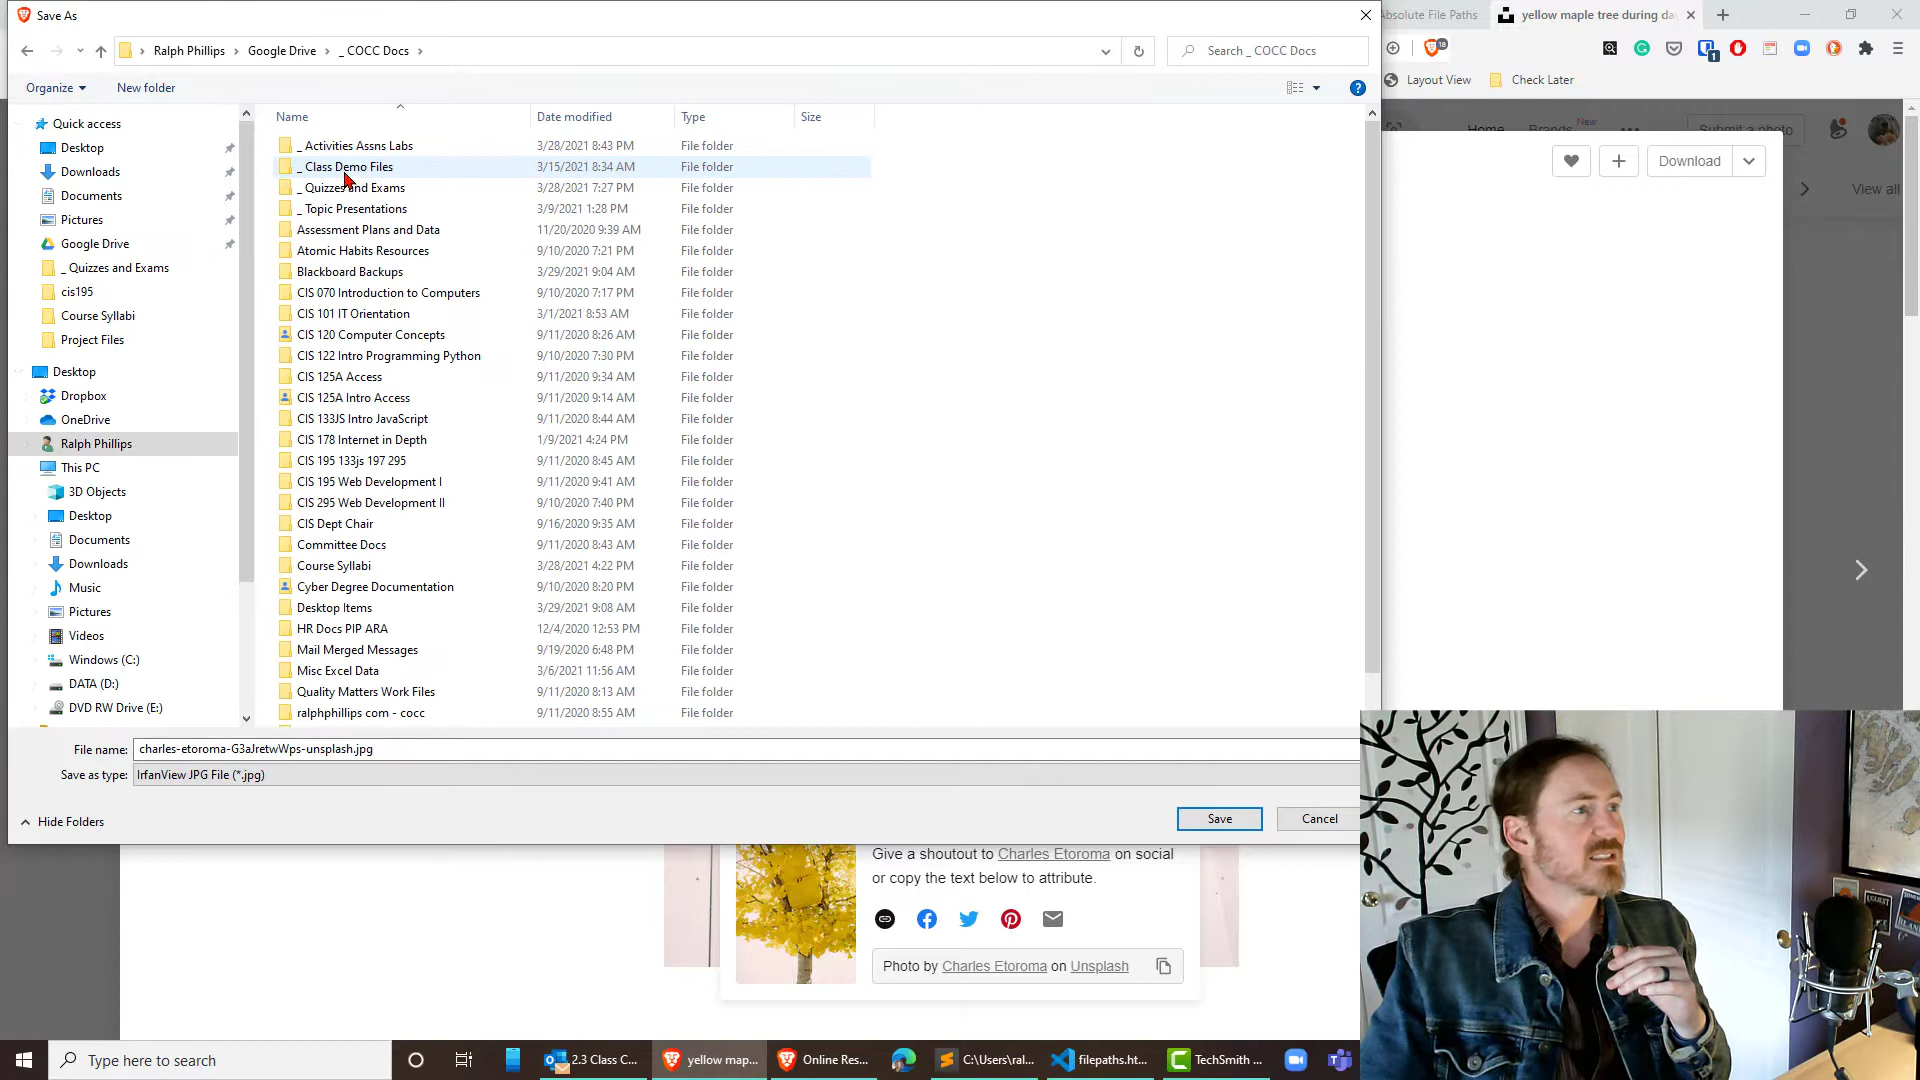 Save As
Absolute File Paths
yellow maple tree during da
Ralph Phillips
Google Drive
_ COCC Docs
Search _ COCC Docs
18
1
Organize
New folder
Layout View
Check Later
Name
Date modified
Type
Size
Home
Brands
New
Submit a photo
Quick access
Desktop
Downloads
Documents
Pictures
Google Drive
_ Quizzes and Exams
cis195
Course Syllabi
Project Files
Desktop
Dropbox
OneDrive
Ralph Phillips
This PC
3D Objects
Desktop
Documents
Downloads
Music
Pictures
Videos
Windows (C:)
DATA (D:)
DVD RW Drive (E:)
_ Activities Assns Labs 3/28/2021 8:43 PM File folder
_ Class Demo Files 3/15/2021 8:34 AM File folder
_ Quizzes and Exams 3/28/2021 7:27 PM File folder
_ Topic Presentations 3/9/2021 1:28 PM File folder
Assessment Plans and Data 11/20/2020 9:39 AM File folder
Atomic Habits Resources 9/10/2020 7:21 PM File folder
Blackboard Backups 3/29/2021 9:04 AM File folder
CIS 070 Introduction to Computers 9/10/2020 7:17 PM File folder
CIS 101 IT Orientation 3/1/2021 8:53 AM File folder
CIS 120 Computer Concepts 9/11/2020 8:26 AM File folder
CIS 122 Intro Programming Python 9/10/2020 7:30 PM File folder
CIS 125A Access 9/11/2020 9:34 AM File folder
CIS 125A Intro Access 9/11/2020 9:14 AM File folder
CIS 133JS Intro JavaScript 9/11/2020 8:44 AM File folder
CIS 178 Internet in Depth 1/9/2021 4:24 PM File folder
CIS 195 133js 197 295 9/11/2020 8:45 AM File folder
CIS 195 Web Development I 9/11/2020 9:41 AM File folder
CIS 295 Web Development II 9/10/2020 7:40 PM File folder
CIS Dept Chair 9/16/2020 9:35 AM File folder
Committee Docs 9/11/2020 8:43 AM File folder
Course Syllabi 3/28/2021 4:22 PM File folder
Cyber Degree Documentation 9/10/2020 8:20 PM File folder
Desktop Items 3/29/2021 9:08 AM File folder
HR Docs PIP ARA 12/4/2020 12:53 PM File folder
Mail Merged Messages 9/19/2020 6:48 PM File folder
Misc Excel Data 3/6/2021 11:56 AM File folder
Quality Matters Work Files 9/11/2020 8:13 AM File folder
ralphphillips com - cocc 9/11/2020 8:55 AM File folder
Download
View all
File name: charles-etoroma-G3aJretwWps-unsplash.jpg
Save as type: IrfanView JPG File (*.jpg)
Hide Folders
Save
Cancel
Give a shoutout to Charles Etoroma on social
or copy the text below to attribute.
Photo by Charles Etoroma on Unsplash
Type here to search
2.3 Class C...
yellow map...
Online Res...
C:\Users\ral...
filepaths.ht...
TechSmith ...